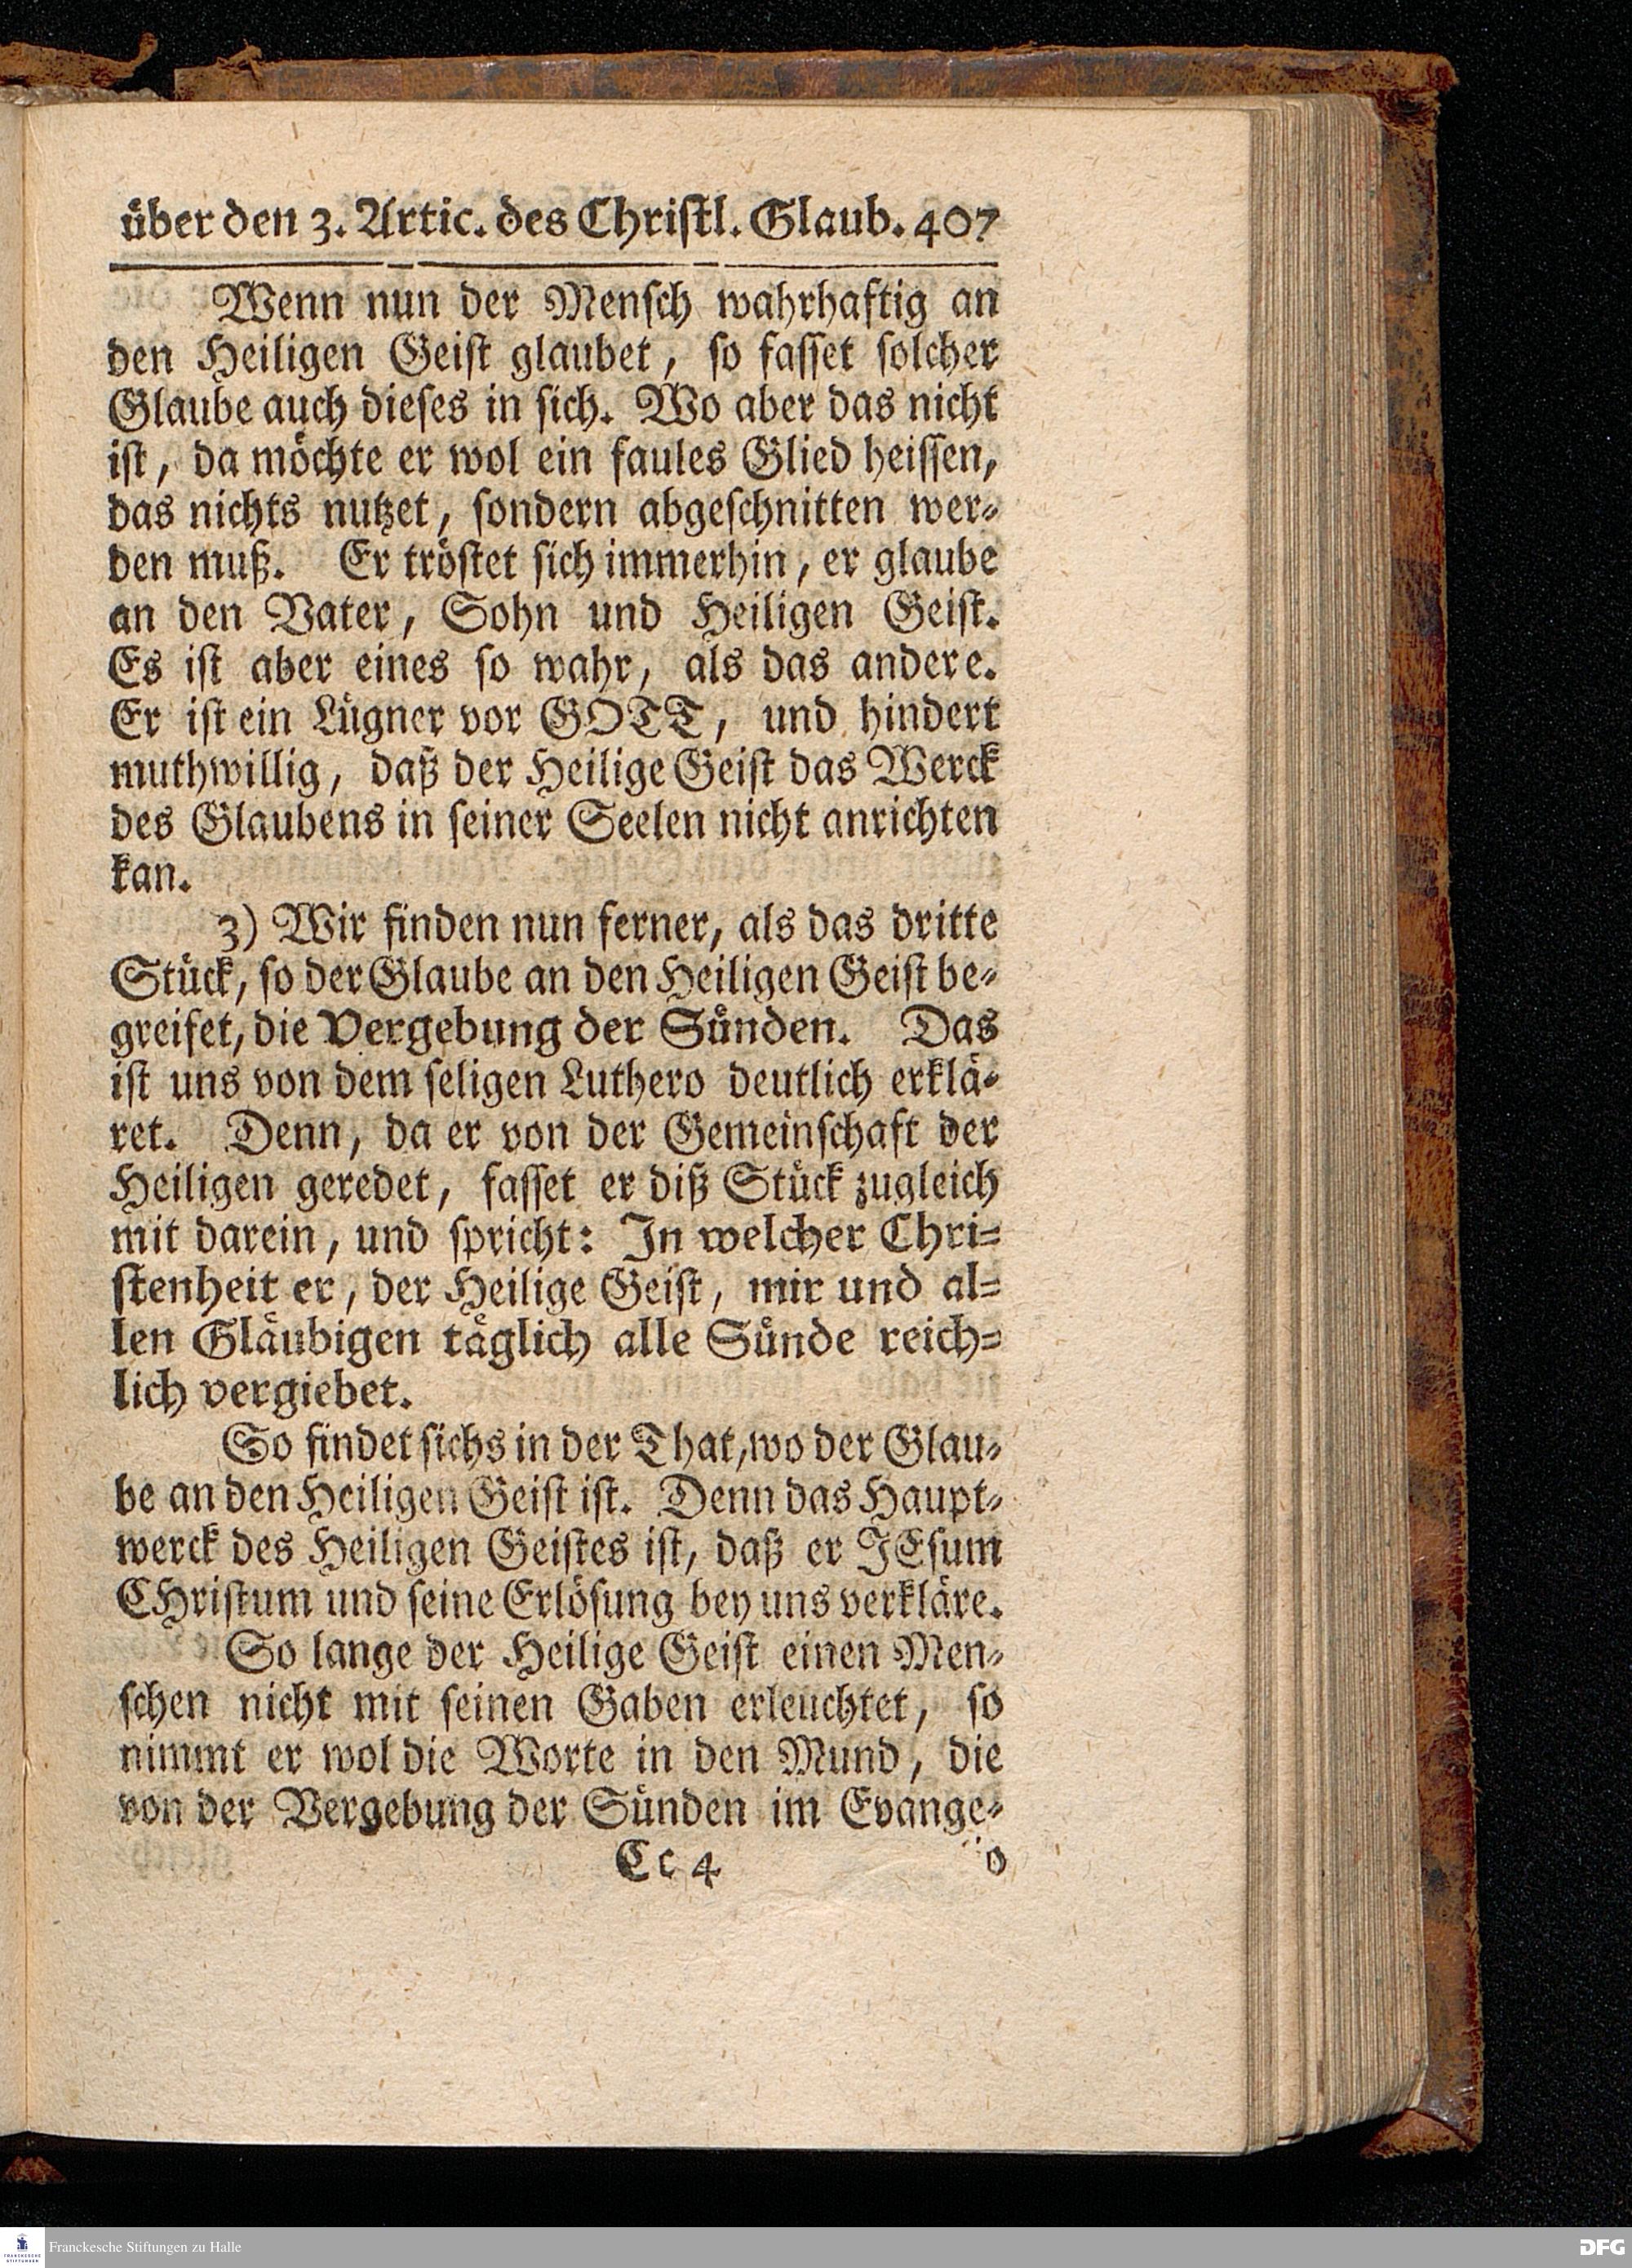 über den 3. Artic. des Christl. Glaub. 407
Wenn nun der Mensch wahrhaftig an
den Heiligen Geist glaubet, so fasset solcher
Glaube auch dieses in sich. Wo aber das nicht
ist, da möchte er wol ein faules Glied heissen,
das nichts nutzet, sondern abgeschnitten wer-
den muß. Er tröstet sich immerhin, er glaube
an den Vater, Sohn und Heiligen Geist.
Es ist aber eines so wahr, als das andere.
Er ist ein Lügner vor GOTT, und hindert
muthwillig, daß der Heilige Geist das Werck
des Glaubens in seiner Seelen nicht anrichten
kan.
3) Wir finden nun ferner, als das dritte
Stück, so der Glaube an den Heiligen Geist be-
greifet, die Vergebung der Sünden. Das
ist uns von dem seligen Luthero deutlich erklä-
ret. Denn, da er von der Gemeinschaft der
Heiligen geredet, fasset er diß Stück zugleich
mit darein, und spricht: In welcher Chri-
stenheit er, der Heilige Geist, mir und al-
len Gläubigen täglich alle Sünde reich-
lich vergiebet.
So findet sichs in der That, wo der Glau-
be an den Heiligen Geist ist. Denn das Haupt-
werck des Heiligen Geistes ist, daß er JEsum
CHristum und seine Erlösung bey uns verkläre.
So lange der Heilige Geist einen Men-
schen nicht mit seinen Gaben erleuchtet, so
nimmt er wol die Worte in den Mund, die
von der Vergebung der Sünden im Evange-
Cc 4
Franckesche Stiftungen zu Halle
FRANCKESCHE
STIFTUNGEN
DFG